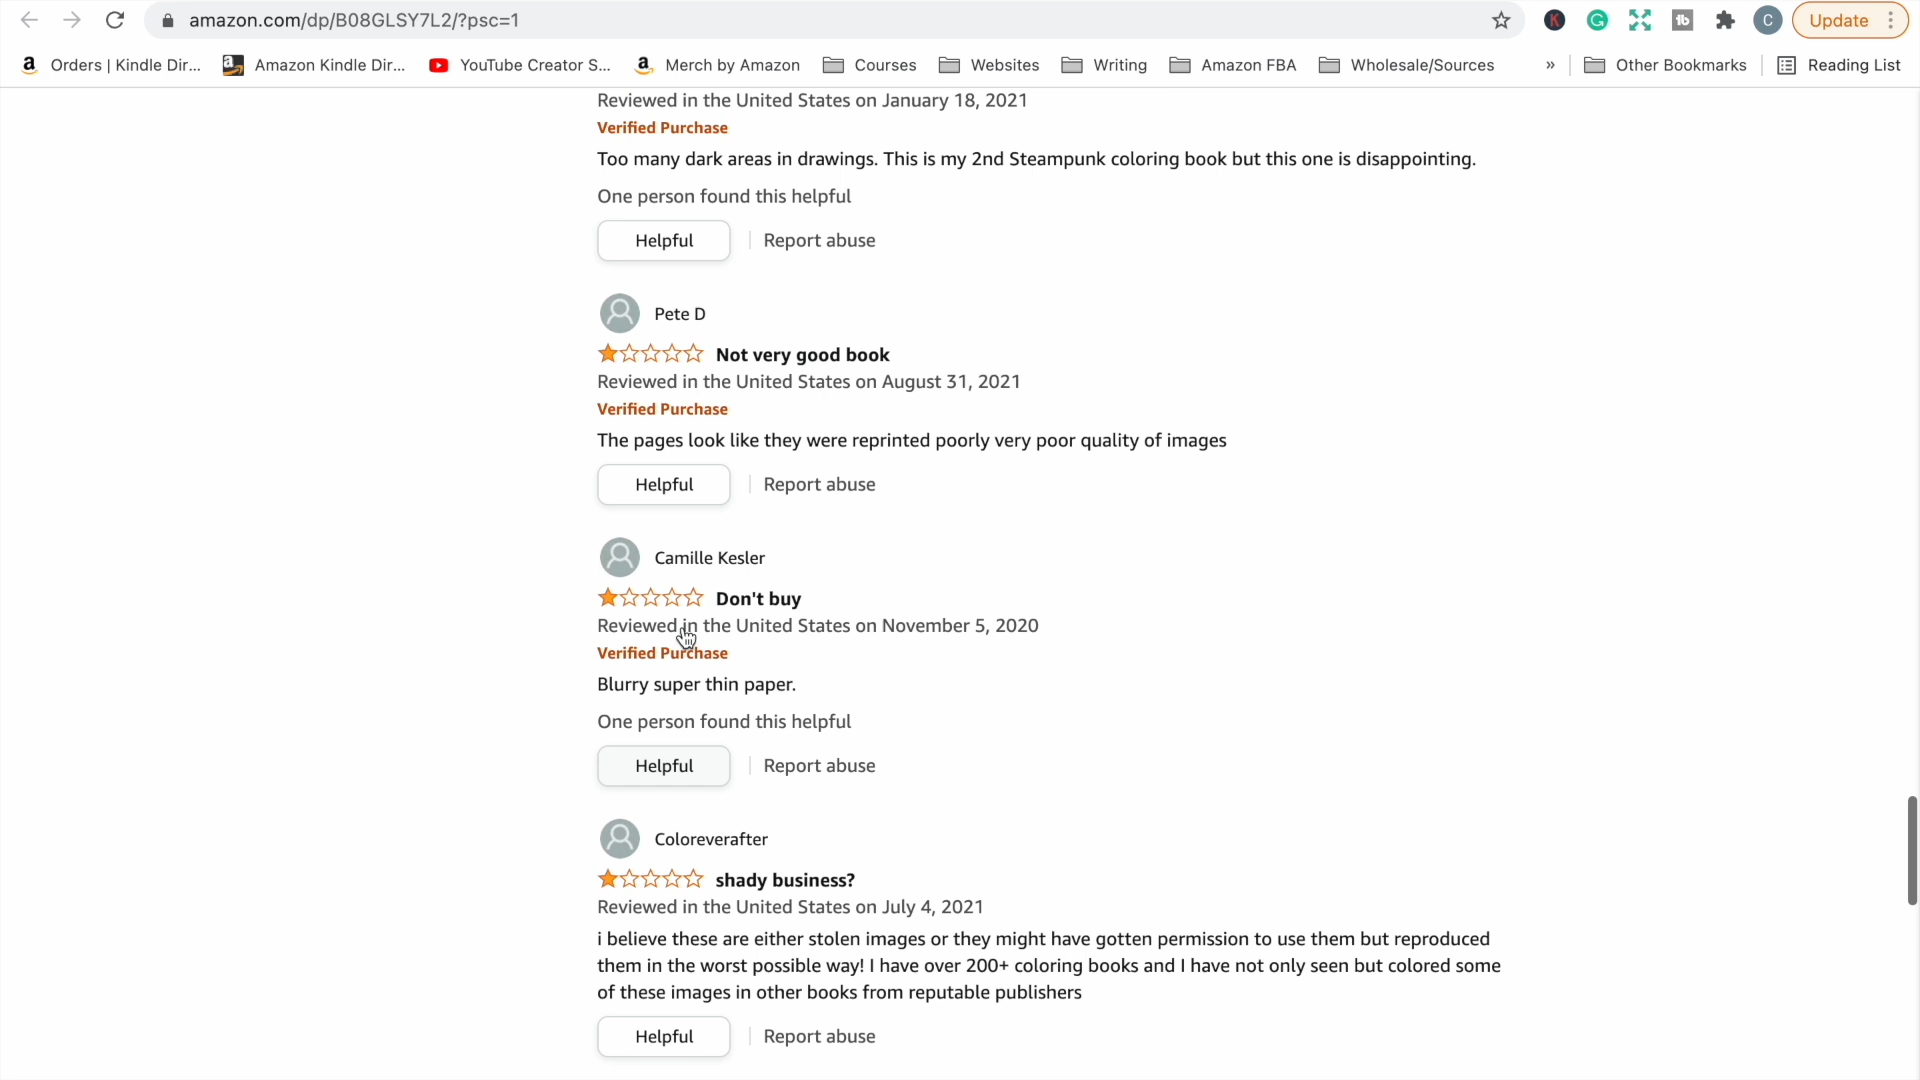 amazon.com/dp/B08GLSY7L2/?psc=1
K
G
tb
C
Update
Orders | Kindle Dir...
Amazon Kindle Dir...
YouTube Creator S...
Merch by Amazon
Courses
Websites
Writing
Amazon FBA
Wholesale/Sources
»
Other Bookmarks
Reading List
Reviewed in the United States on January 18, 2021
Verified Purchase
Too many dark areas in drawings. This is my 2nd Steampunk coloring book but this one is disappointing.
One person found this helpful
Helpful
Report abuse
Pete D
Not very good book
Reviewed in the United States on August 31, 2021
Verified Purchase
The pages look like they were reprinted poorly very poor quality of images
Helpful
Report abuse
Camille Kesler
Don't buy
Reviewed in the United States on November 5, 2020
Verified Purchase
Blurry super thin paper.
One person found this helpful
Helpful
Report abuse
Coloreverafter
shady business?
Reviewed in the United States on July 4, 2021
i believe these are either stolen images or they might have gotten permission to use them but reproduced
them in the worst possible way! I have over 200+ coloring books and I have not only seen but colored some
of these images in other books from reputable publishers
Helpful
Report abuse